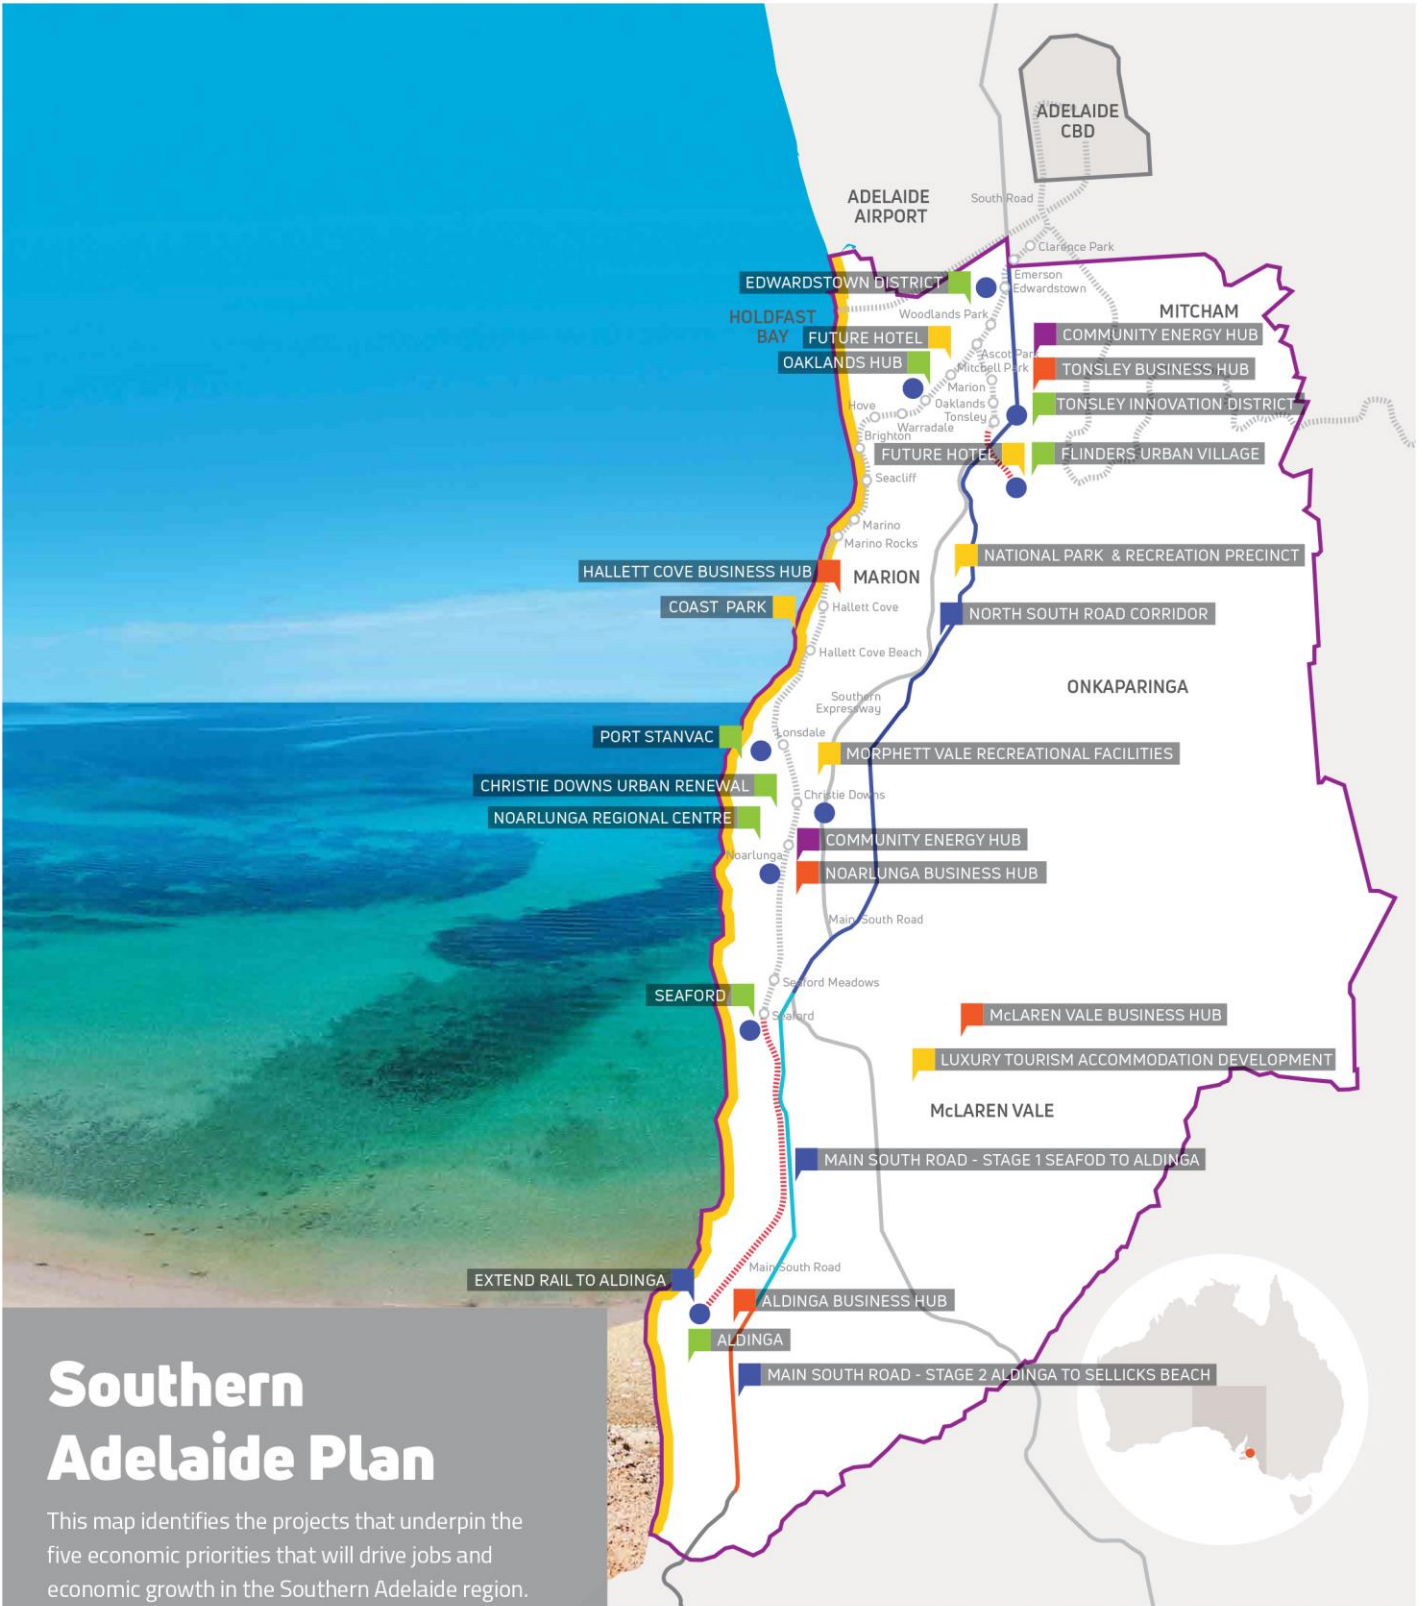 ADELAIDE
CBD
ADELAIDE
AIRPORT
South Road
Clarence Park
Emerson
Edwardstown
EDWARDSTOWN DISTRICT
HOLDFAST
BAY
Woodlands Park
MITCHAM
FUTURE HOTEL
COMMUNITY ENERGY HUB
OAKLANDS HUB
Ascot Park
Mitchell Park
TONSLEY BUSINESS HUB
Marion
Hove
Oaklands
TONSLEY INNOVATION DISTRICT
Tonsley
Warradale
Brighton
FUTURE HOTEL
FLINDERS URBAN VILLAGE
Seacliff
Marino
Marino Rocks
NATIONAL PARK & RECREATION PRECINCT
HALLETT COVE BUSINESS HUB
MARION
COAST PARK
Hallett Cove
NORTH SOUTH ROAD CORRIDOR
Hallett Cove Beach
ONKAPARINGA
Southern
Expressway
PORT STANVAC
Lonsdale
MORPHETT VALE RECREATIONAL FACILITIES
CHRISTIE DOWNS URBAN RENEWAL
Christie Downs
NOARLUNGA REGIONAL CENTRE
COMMUNITY ENERGY HUB
Noarlunga
NOARLUNGA BUSINESS HUB
Main South Road
Seaford Meadows
SEAFORD
Seaford
McLAREN VALE BUSINESS HUB
LUXURY TOURISM ACCOMMODATION DEVELOPMENT
McLAREN VALE
MAIN SOUTH ROAD - STAGE 1 SEAFOD TO ALDINGA
Main South Road
EXTEND RAIL TO ALDINGA
ALDINGA BUSINESS HUB
ALDINGA
MAIN SOUTH ROAD - STAGE 2 ALDINGA TO SELLICKS BEACH
Southern
Adelaide Plan
This map identifies the projects that underpin the
five economic priorities that will drive jobs and
economic growth in the Southern Adelaide region.